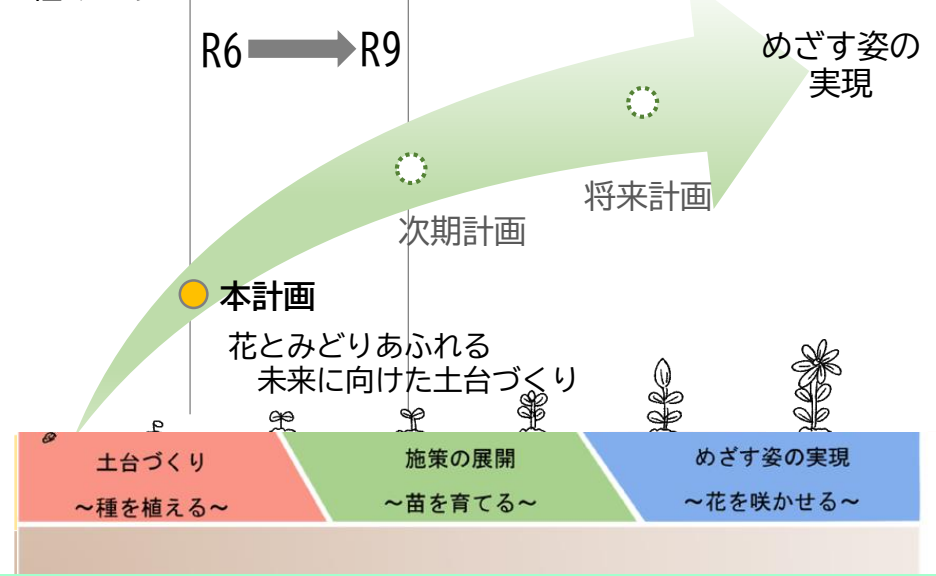 R6
R9
めざす姿の
実現
将来計画
次期計画
本計画
花とみどりあふれる
未来に向けた土台づくり
土台づくり
～種を植える～
施策の展開
～苗を育てる～
めざす姿の実現
～花を咲かせる～